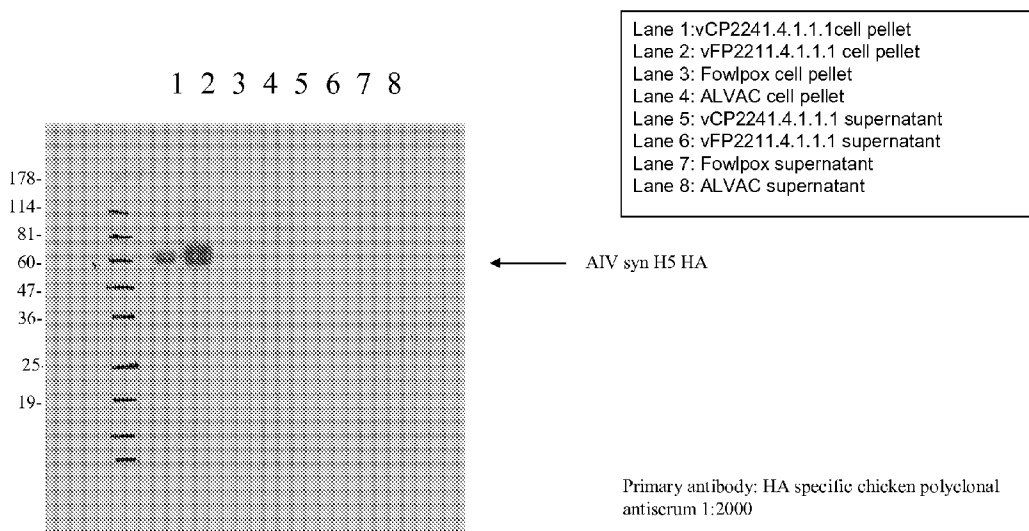 Lane 1:vCP2241.4.1.1.1cell pellet
Lane 2: vFP2211.4.1.1.1 cell pellet
Lane 3: Fowlpox cell pellet
Lane 4: ALVAC cell pellet
Lane 5: vCP2241.4.1.1.1 supernatant
Lane 6: vFP2211.4.1.1.1 supernatant
Lane 7: Fowlpox supernatant
Lane 8: ALVAC supernatant
1 2 3 4 5 6 7 8
178-
114-
81-
60-
47-
36-
25
19-
AIV syn H5 HA
Primary antibody: HA specific chicken polyclonal
antiserum 1:2000